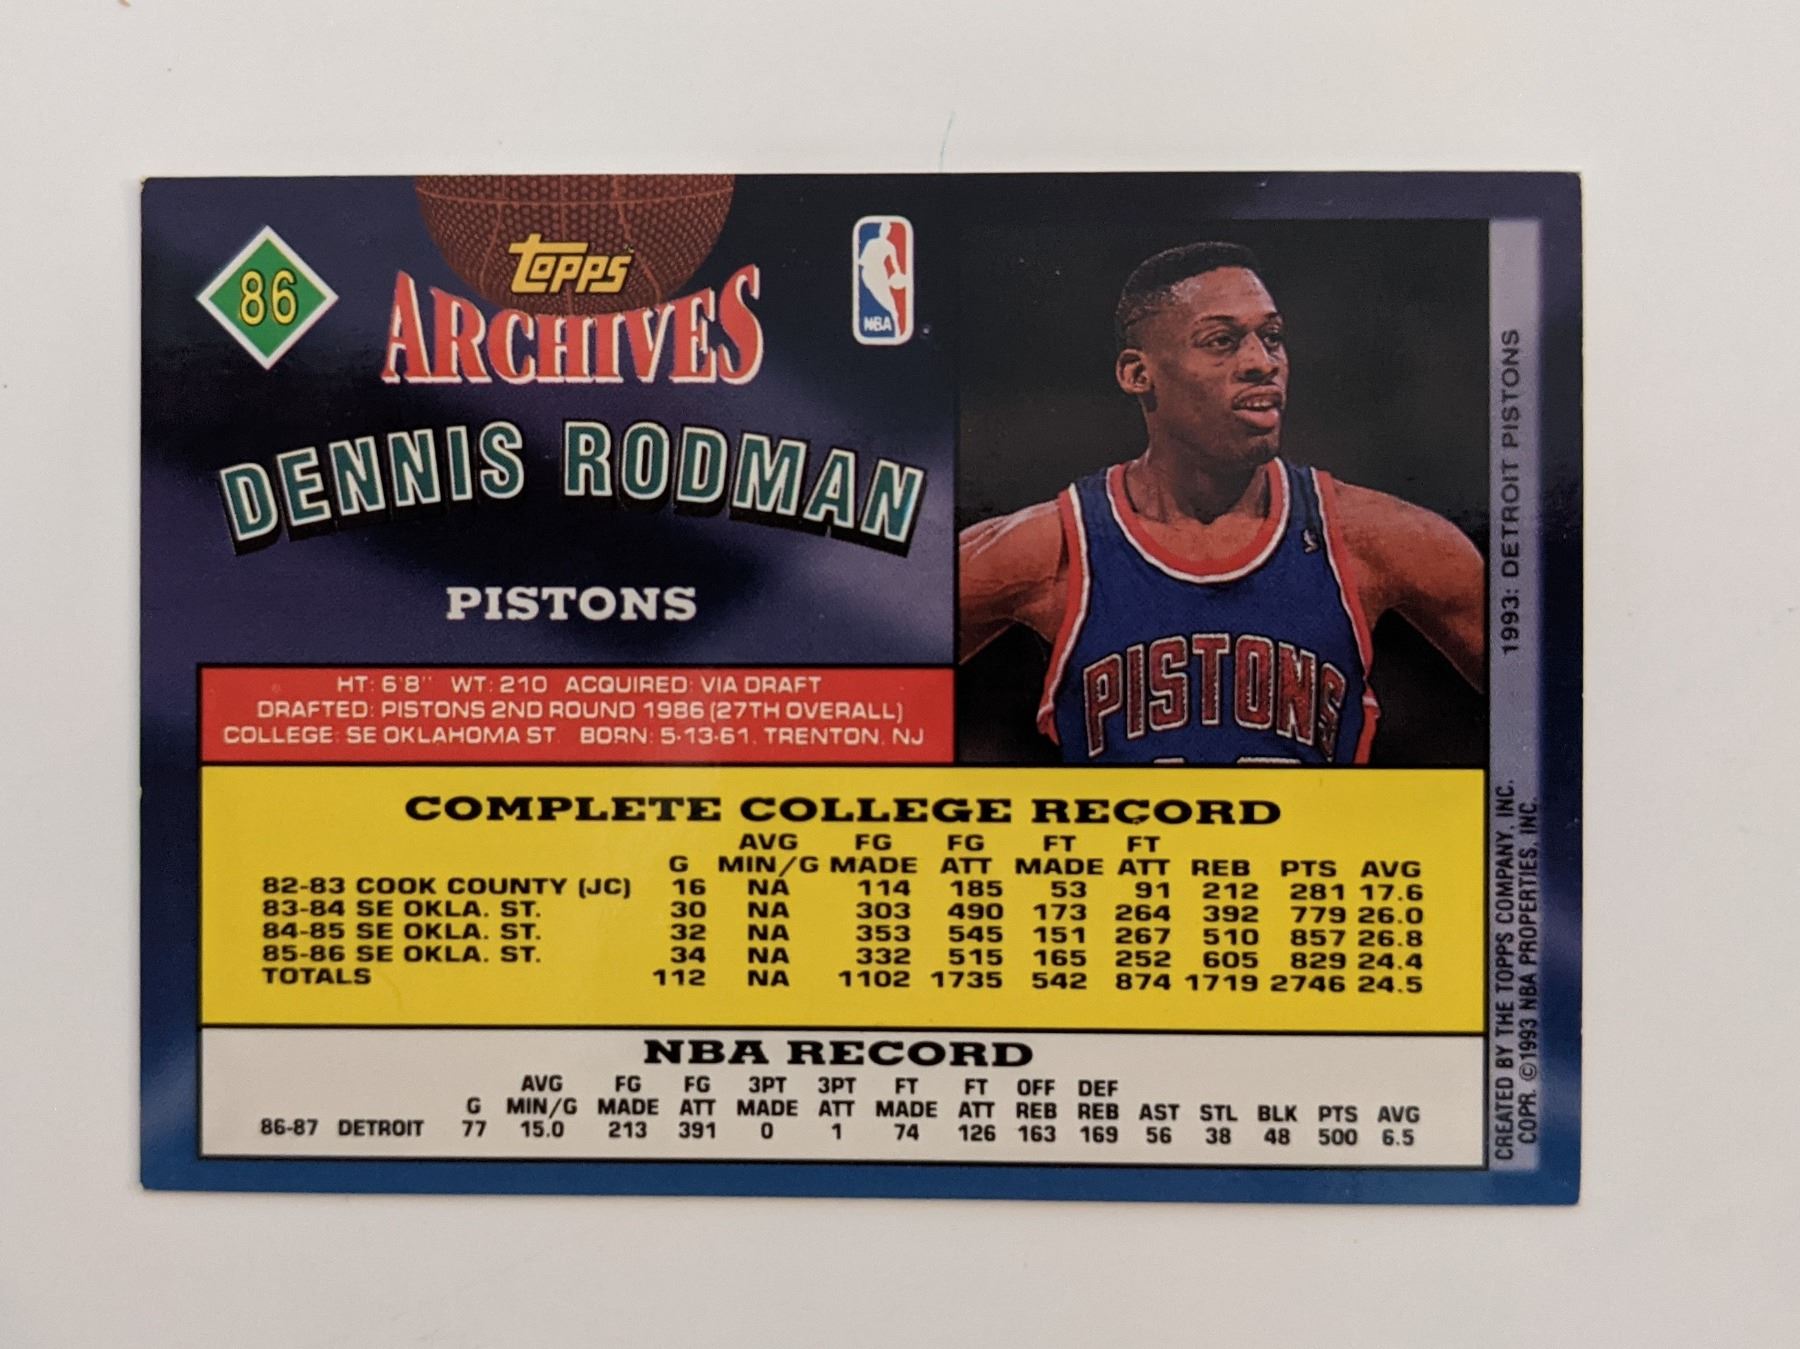 86
Topps
ARCHIVES
NBA
DENNIS RODMAN
PISTONS
HT: 6'8" WT: 210 ACQUIRED: VIA DRAFT
DRAFTED: PISTONS 2ND ROUND 1986 (27TH OVERALL)
COLLEGE: SE OKLAHOMA ST. BORN: 5-13-61, TRENTON, NJ
PISTONS
1993: DETROIT PISTONS
COMPLETE COLLEGE RECORD
AVG FG FG FT FT
G MIN/G MADE ATT MADE ATT REB PTS AVG
82-83 COOK COUNTY (JC) 16 NA 114 185 53 91 212 281 17.6
83-84 SE OKLA. ST. 30 NA 303 490 173 264 392 779 26.0
84-85 SE OKLA. ST. 32 NA 353 545 151 267 510 857 26.8
85-86 SE OKLA. ST. 34 NA 332 515 165 252 605 829 24.4
TOTALS 112 NA 1102 1735 542 874 1719 2746 24.5
NBA RECORD
AVG FG FG 3PT 3PT FT FT OFF DEF
G MIN/G MADE ATT MADE ATT MADE ATT REB REB AST STL BLK PTS AVG
86-87 DETROIT 77 15.0 213 391 0 1 74 126 163 169 56 38 48 500 6.5
CREATED BY THE TOPPS COMPANY, INC.
COPR. ©1993 NBA PROPERTIES, INC.